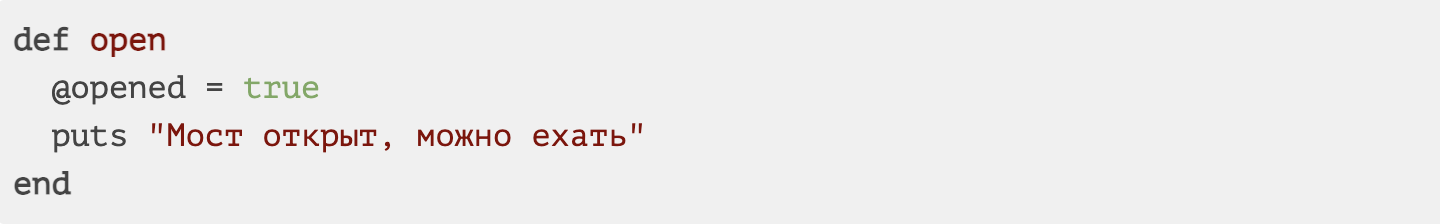 def open
  @opened = true
  puts "Мост открыт, можно ехать"
end